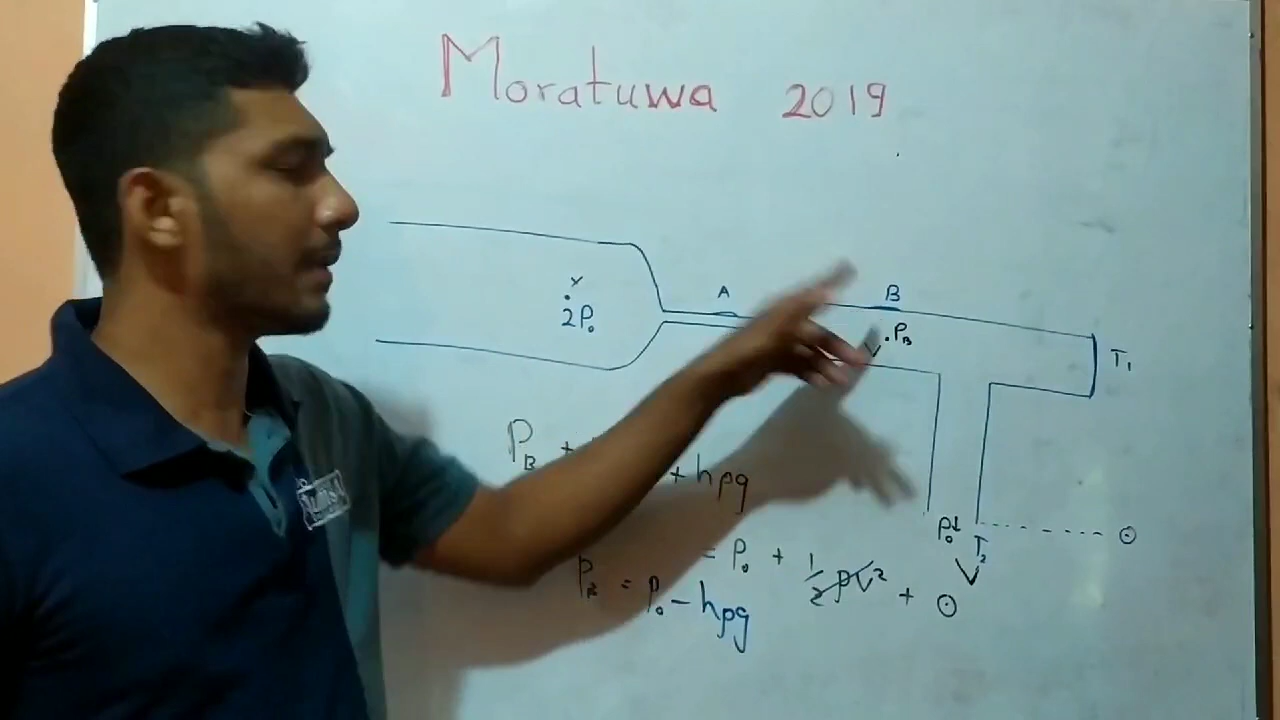 Moratuwa 2019
x
2P₀
A
B
P_B
V
T₁
P_B + + hρg
= P₀ + ½ρV² + 0
P_B = P₀ - hρg
P₀
T₂
V
0